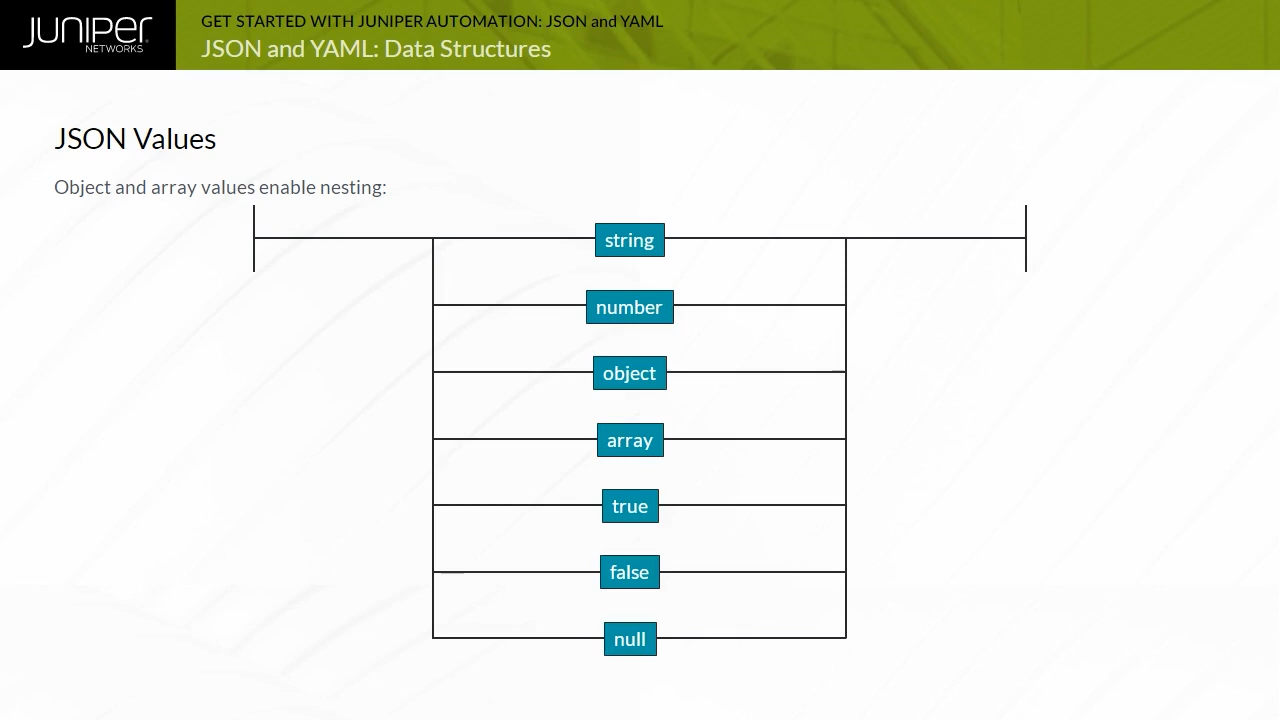 JUNIPEr
NETWORKS
GET STARTED WITH JUNIPER AUTOMATION: JSON and YAML
JSON and YAML: Data Structures
JSON Values
Object and array values enable nesting:
string
number
object
array
true
false
null